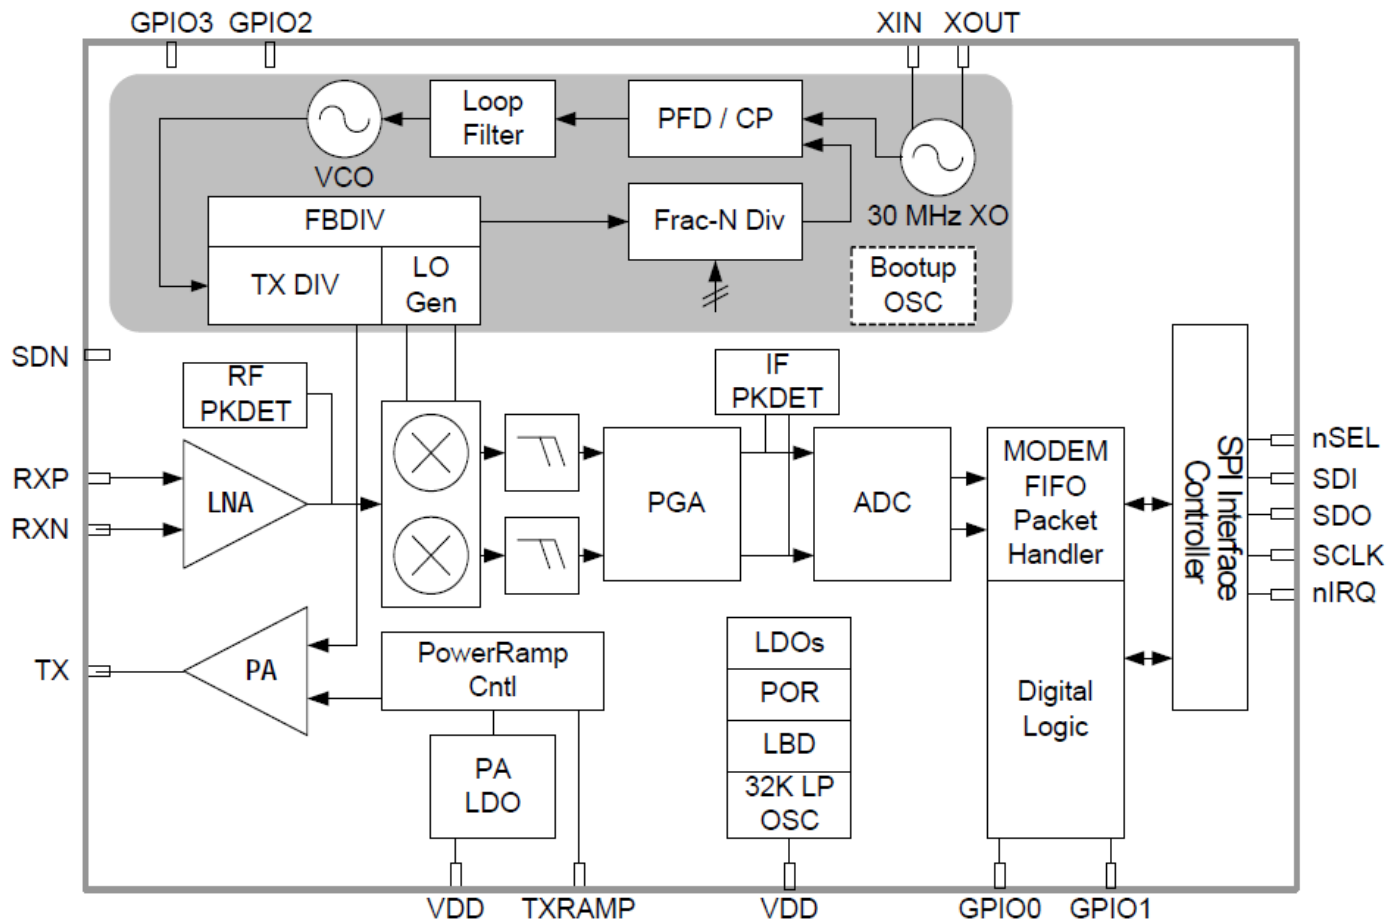 GPIO3 GPIO2 XIN XOUT
Loop
Filter
PFD / CP
VCO
30 MHz XO
FBDIV
Frac-N Div
TX DIV
LO
Gen
Bootup
OSC
SDN
RF
PKDET
IF
PKDET
RXP
RXN
LNA
PGA
ADC
MODEM
FIFO
Packet
Handler
SPI Interface
Controller
nSEL
SDI
SDO
SCLK
nIRQ
TX
PA
PowerRamp
Cntl
PA
LDO
LDOs
POR
LBD
32K LP
OSC
Digital
Logic
VDD TXRAMP VDD GPIO0 GPIO1